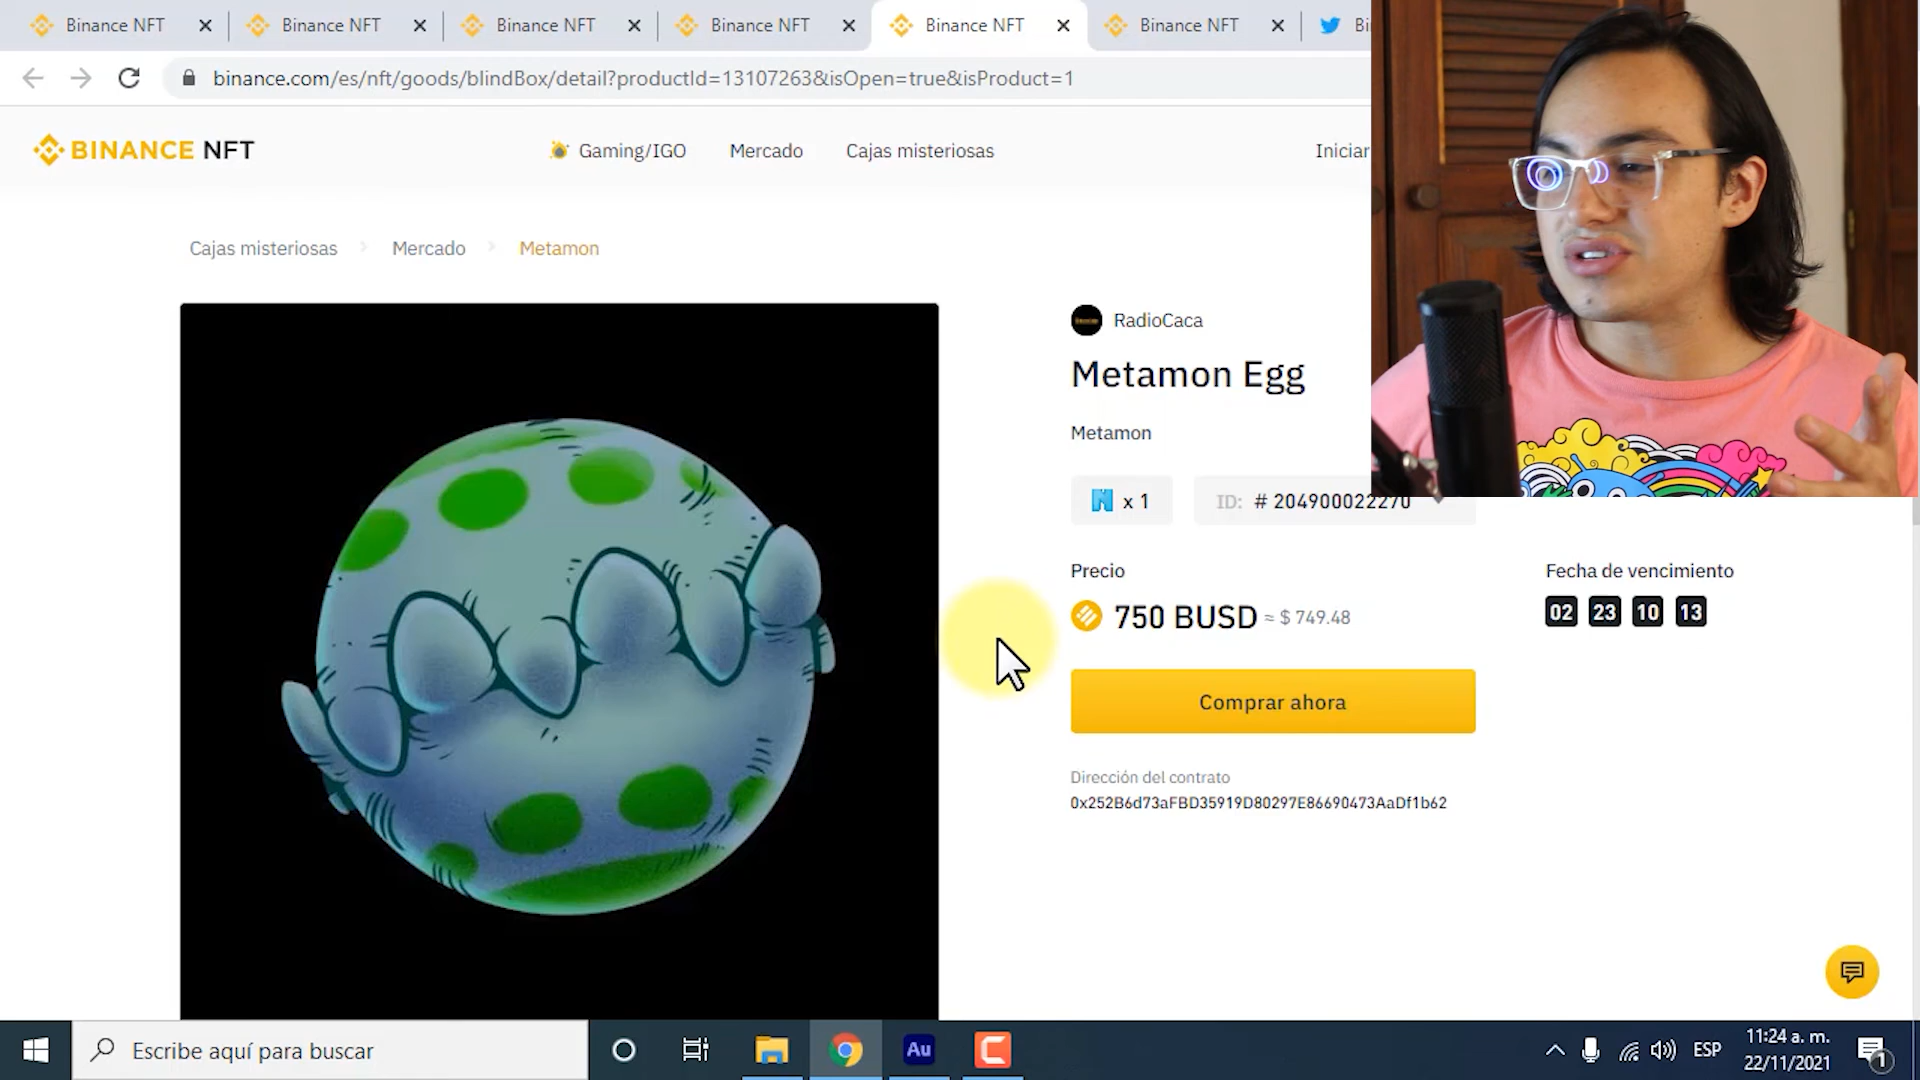 Binance NFT
Binance NFT
Binance NFT
Binance NFT
Binance NFT
Binance NFT
Bi
binance.com/es/nft/goods/blindBox/detail?productId=13107263&isOpen=true&isProduct=1
BINANCE NFT
Gaming/IGO
Mercado
Cajas misteriosas
Iniciar
Cajas misteriosas
Mercado
Metamon
RadioCaca
Metamon Egg
Metamon
x 1
ID: # 204900022270
Precio
Fecha de vencimiento
750 BUSD ≈ $ 749.48
02 23 10 13
Comprar ahora
Dirección del contrato
0x252B6d73aFBD35919D80297E86690473AaDf1b62
Escribe aquí para buscar
Au
ESP
11:24 a. m.
22/11/2021
1